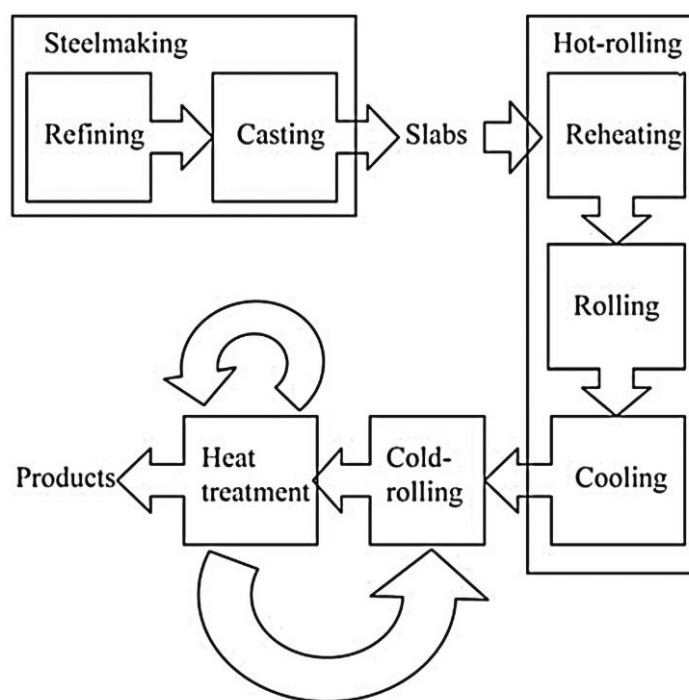 Steelmaking
Refining
Casting
Slabs
Hot-rolling
Reheating
Rolling
Cooling
Cold-
rolling
Heat
treatment
Products